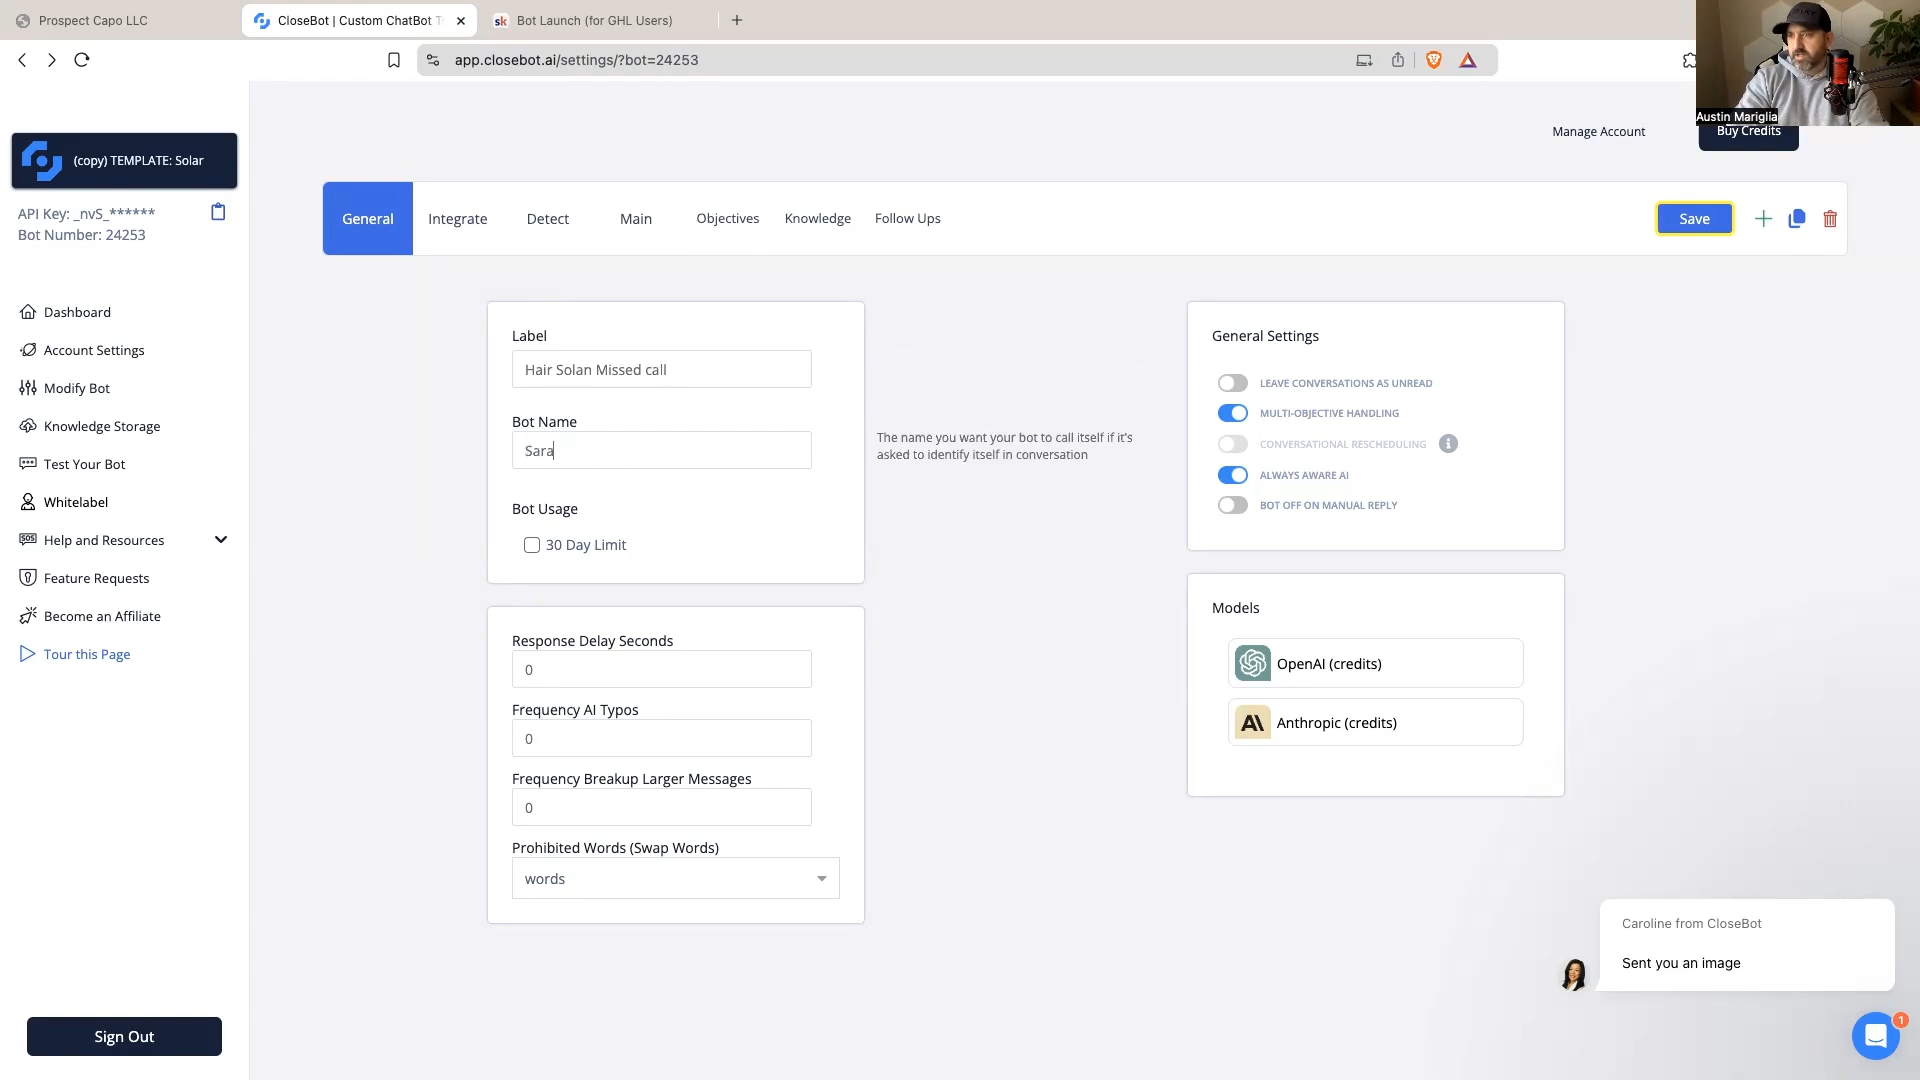 Prospect Capo LLC
CloseBot | Custom ChatBot T
Bot Launch (for GHL Users)
app.closebot.ai/settings/?bot=24253
Austin Mariglia
Manage Account
Buy Credits
(copy) TEMPLATE: Solar
API Key: _nvS_******
Bot Number: 24253
General
Integrate
Detect
Main
Objectives
Knowledge
Follow Ups
Save
Dashboard
Account Settings
Modify Bot
Knowledge Storage
Test Your Bot
Whitelabel
Help and Resources
Feature Requests
Become an Affiliate
Tour this Page
Sign Out
Label
Hair Solan Missed call
Bot Name
Sara
The name you want your bot to call itself if it's
asked to identify itself in conversation
Bot Usage
30 Day Limit
Response Delay Seconds
0
Frequency AI Typos
0
Frequency Breakup Larger Messages
0
Prohibited Words (Swap Words)
words
General Settings
LEAVE CONVERSATIONS AS UNREAD
MULTI-OBJECTIVE HANDLING
CONVERSATIONAL RESCHEDULING
ALWAYS AWARE AI
BOT OFF ON MANUAL REPLY
Models
OpenAI (credits)
Anthropic (credits)
Caroline from CloseBot
Sent you an image
1